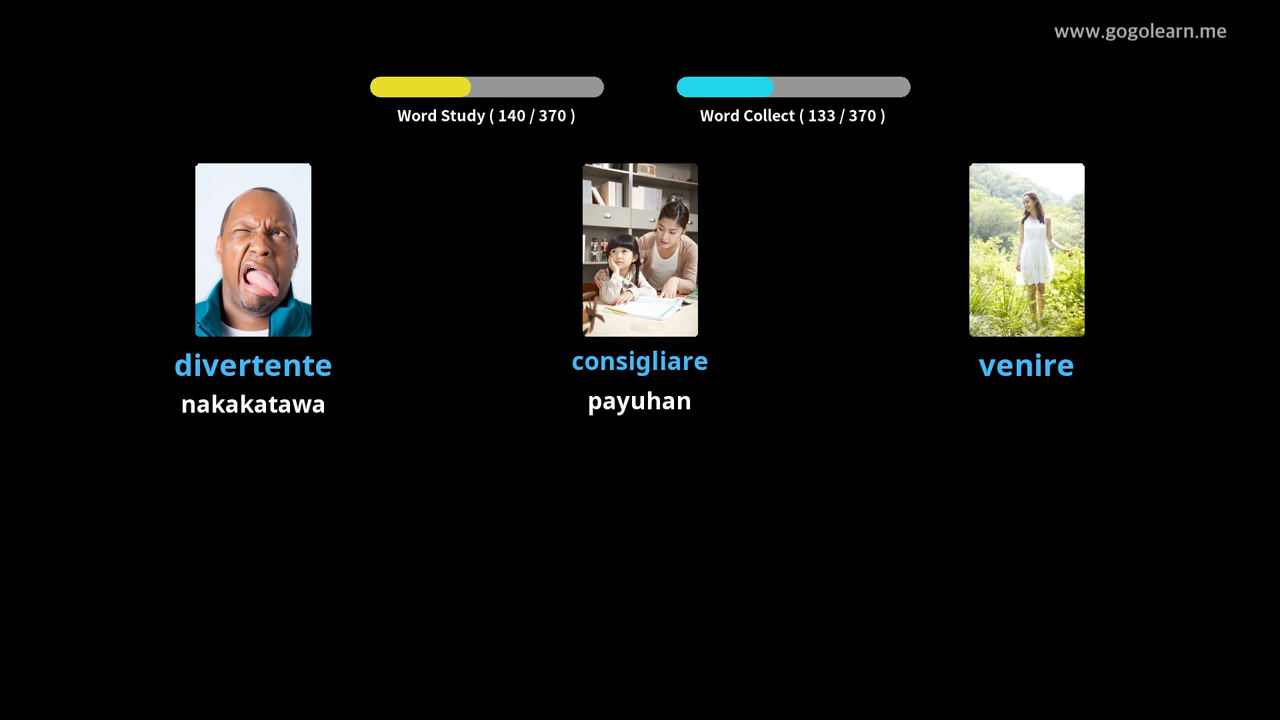 www.gogolearn.me
Word Study ( 140 / 370 )
Word Collect ( 133 / 370 )
divertente
nakakatawa
consigliare
payuhan
venire